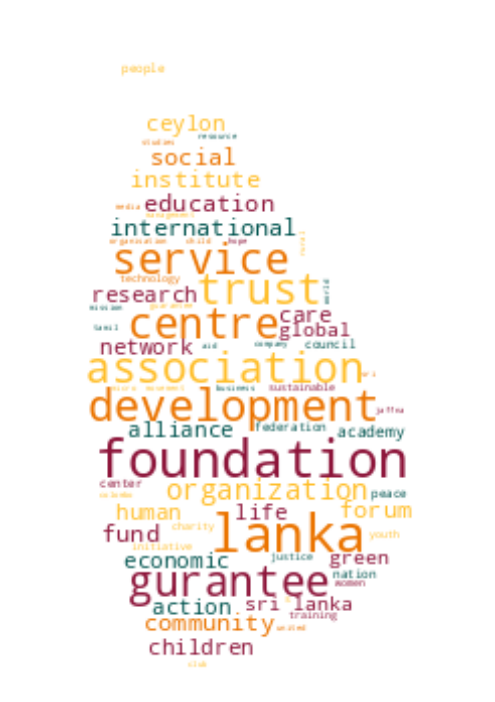 people
ceylon
resource
studies
social
institute
education
media
management
international
organisation child hope
rural
service
technology
trust
world
research
mission guarantee
centre
care
tamil
global
network
aid
company
council
association
sri
micro movement business sustainable
development
jaffna
alliance
federation
academy
foundation
center
organization
colombo
peace
human
life
forum
charity
fund
lanka
youth
initiative
economic
justice
green
nation
gurantee
women
action
sri lanka
training
community
united
children
club